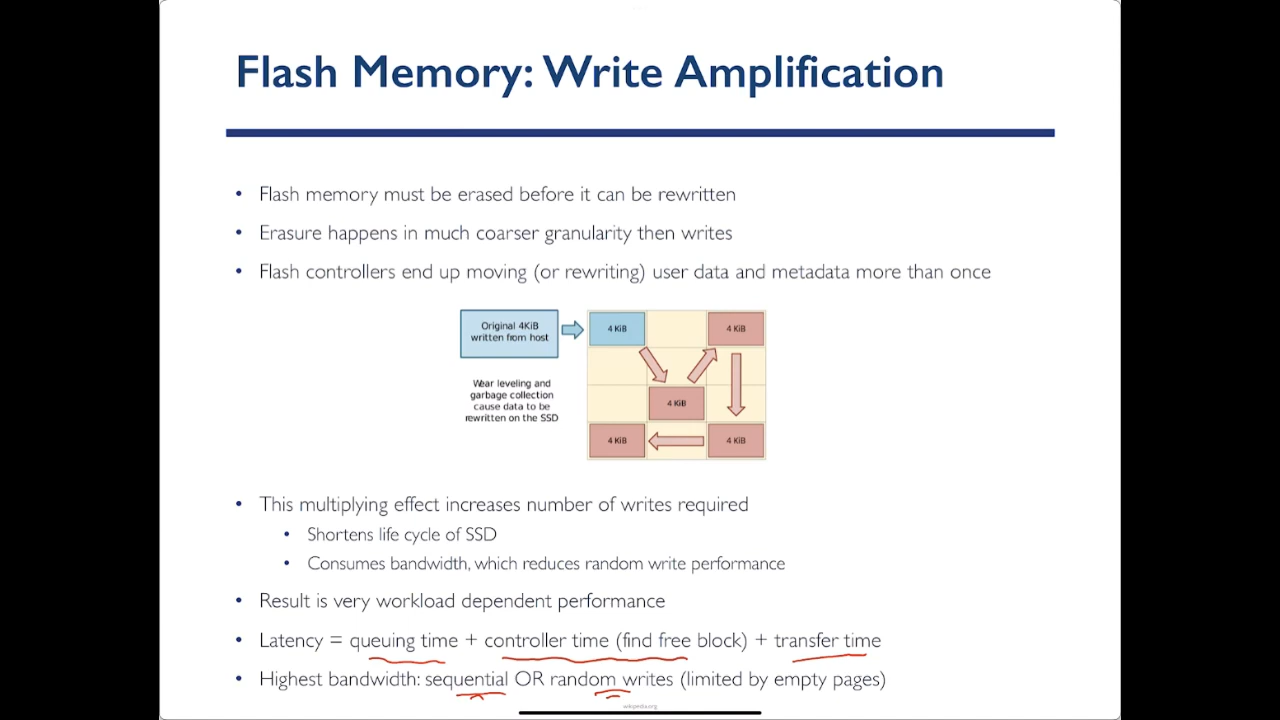 Flash Memory: Write Amplification
• Flash memory must be erased before it can be rewritten
• Erasure happens in much coarser granularity then writes
• Flash controllers end up moving (or rewriting) user data and metadata more than once
Original 4KiB
written from host
4 KiB
4 KiB
Wear leveling and
garbage collection
cause data to be
rewritten on the SSD
4 KiB
4 KiB
4 KiB
• This multiplying effect increases number of writes required
• Shortens life cycle of SSD
• Consumes bandwidth, which reduces random write performance
• Result is very workload dependent performance
• Latency = queuing time + controller time (find free block) + transfer time
• Highest bandwidth: sequential OR random writes (limited by empty pages)
wikipedia.org